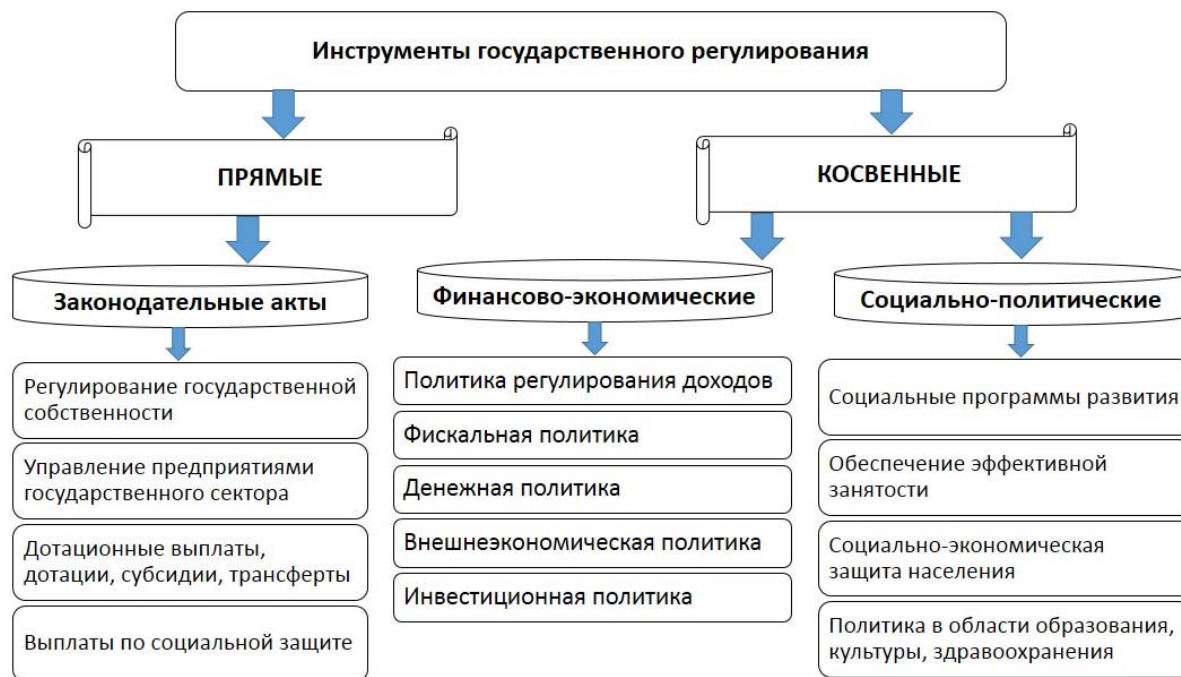 Инструменты государственного регулирования
ПРЯМЫЕ
КОСВЕННЫЕ
Законодательные акты
Финансово-экономические
Социально-политические
Регулирование государственной
собственности
Управление предприятиями
государственного сектора
Дотационные выплаты,
дотации, субсидии, трансферты
Выплаты по социальной защите
Политика регулирования доходов
Фискальная политика
Денежная политика
Внешнеэкономическая политика
Инвестиционная политика
Социальные программы развития
Обеспечение эффективной
занятости
Социально-экономическая
защита населения
Политика в области образования,
культуры, здравоохранения